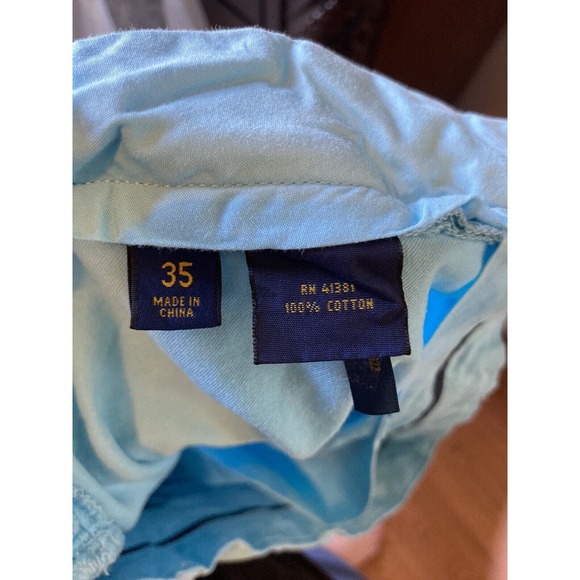 35
MADE IN
CHINA
RN 41381
100% COTTON